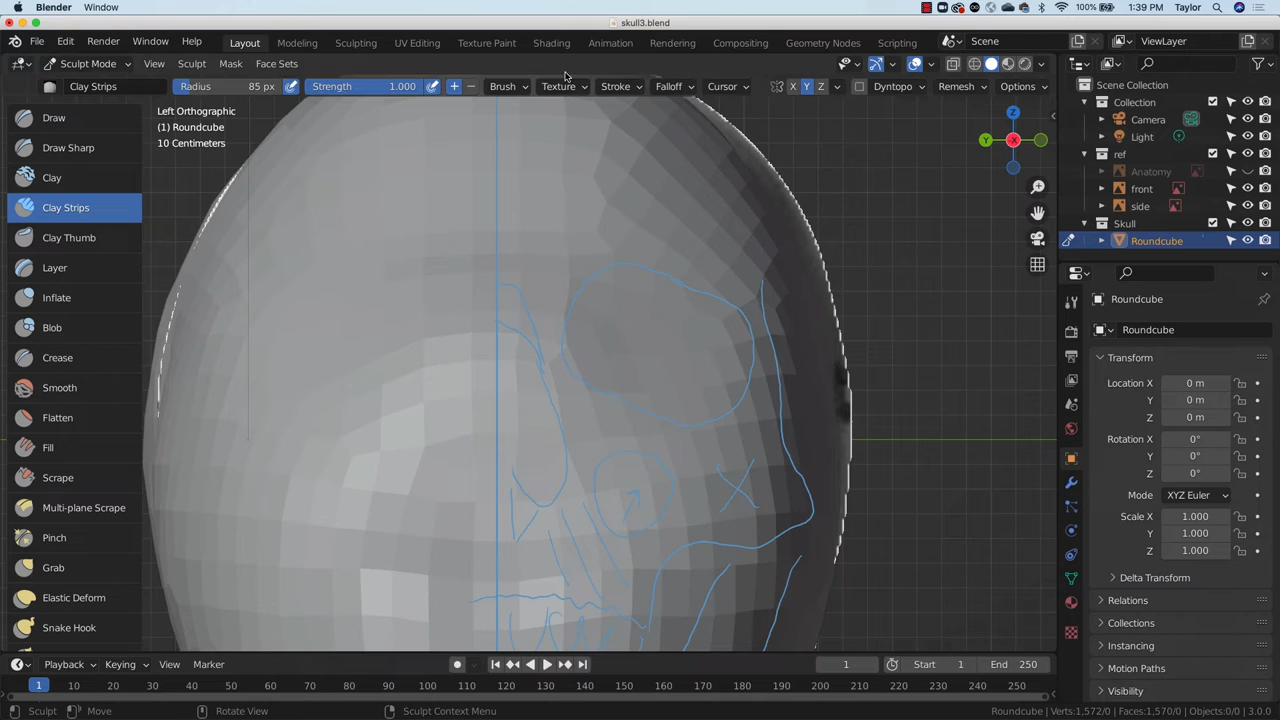 Blender Window 100% Tue 1:39 PM Taylor
skull3.blend
File Edit Render Window Help Layout Modeling Sculpting UV Editing Texture Paint Shading Animation Rendering Compositing Geometry Nodes Scripting Scene ViewLayer
Sculpt Mode View Sculpt Mask Face Sets
Clay Strips Radius 85 px Strength 1.000 Brush Texture Stroke Falloff Cursor X Y Z Dyntopo Remesh Options
Scene Collection
Collection
Camera
Light
ref
Anatomy
front
side
Skull
Roundcube
Left Orthographic
(1) Roundcube
10 Centimeters
Z
Y
X
Draw
Draw Sharp
Clay
Clay Strips
Clay Thumb
Layer
Inflate
Blob
Crease
Smooth
Flatten
Fill
Scrape
Multi-plane Scrape
Pinch
Grab
Elastic Deform
Snake Hook
Roundcube
Roundcube
Transform
Location X 0 m
Y 0 m
Z 0 m
Rotation X 0°
Y 0°
Z 0°
Mode XYZ Euler
Scale X 1.000
Y 1.000
Z 1.000
Delta Transform
Relations
Collections
Instancing
Motion Paths
Visibility
Playback Keying View Marker 1 Start 1 End 250
1 10 20 30 40 50 60 70 80 90 100 110 120 130 140 150 160 170 180 190 200 210 220 230 240 250
Sculpt Move Rotate View Sculpt Context Menu Roundcube | Verts:1,572/0 | Faces:1,570/0 | Objects:0/0 | 3.0.0